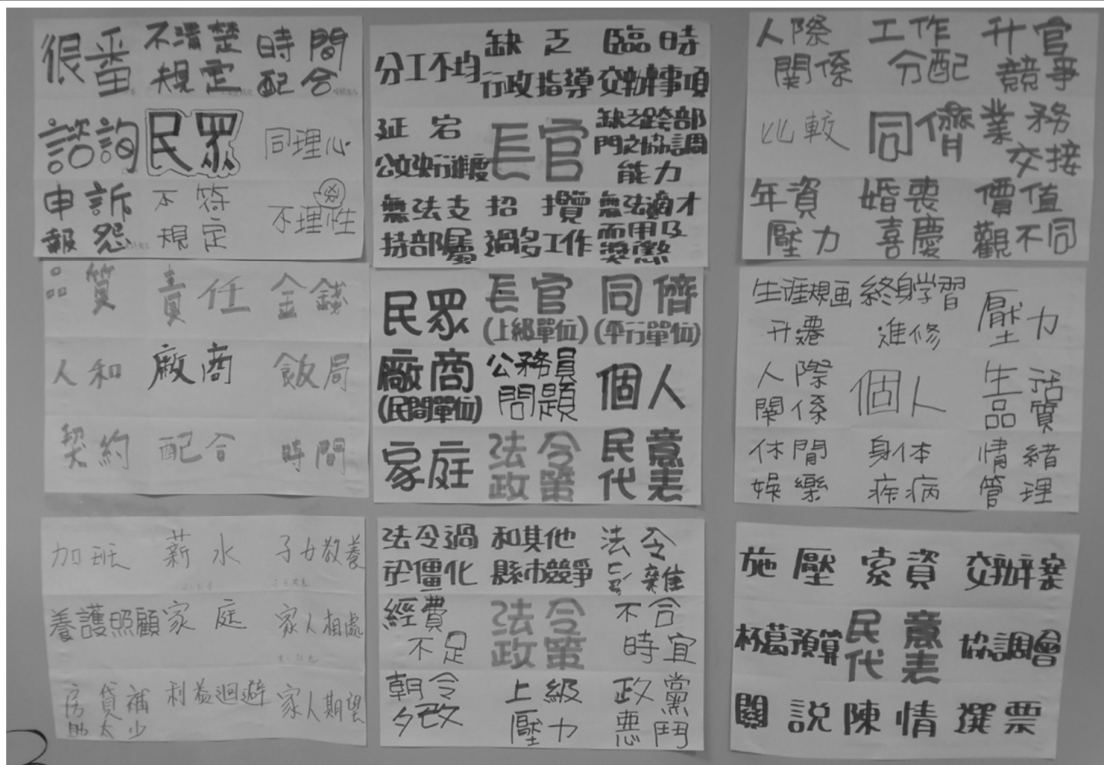 很番 不清楚 時間
規定 配合
諮詢 民眾 同理心
申訴 不符 不理性
報怨 規定
分工不均 缺乏 臨時
行政指導 交辦事項
延宕 長官 缺乏跨部
公文執行進度 門之協調
能力
無法支 招攬 無法適才
持部屬 過多工作 而用及
獎懲
人際 工作 升官
關係 分配 競爭
比較 同儕 業務
交接
年資 婚喪 價值
壓力 喜慶 觀不同
品質 責任 金錢
人和 廠商 飯局
契約 配合 時間
民眾 長官 同儕
(上級單位) (平行單位)
廠商 公務員 個人
(民間單位) 問題
家庭 法令 民意
政策 代表
生涯規画 終身学習 壓力
升遷 進修
人際 個人 生活
關係 品質
休閒 身体 情緒
娛樂 疾病 管理
加班 薪水 子女教養
養護照顧 家庭 家人相處
房貸補 利益迴避 家人期望
助太少
法令過 和其他 法令
於僵化 縣市競爭 雜
經費 法令 不合
不足 政策 時宜
朝令 上級 政黨
夕改 壓力 惡鬥
施壓 索資 交辦案
杯葛預算 民意 協調會
代表
關說 陳情 選票